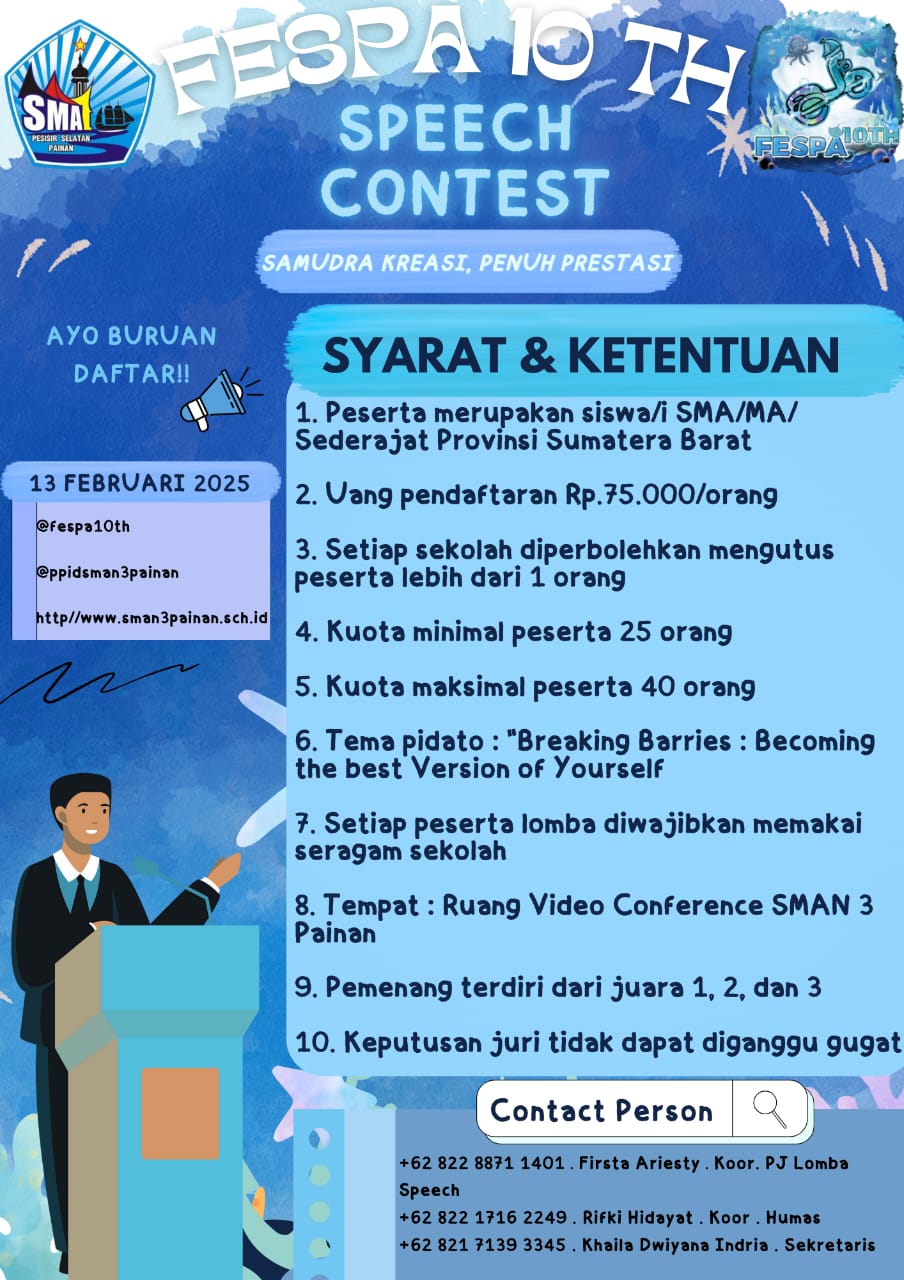 FESPA 10 TH
SMA
PESISIR SELATAN
PAINAN
FESPA 10TH
SPEECH
CONTEST
SAMUDRA KREASI, PENUH PRESTASI
AYO BURUAN
DAFTAR!!
13 FEBRUARI 2025
@fespa10th
@ppidsman3painan
http//www.sman3painan.sch.id
SYARAT & KETENTUAN
1. Peserta merupakan siswa/i SMA/MA/
Sederajat Provinsi Sumatera Barat
2. Uang pendaftaran Rp.75.000/orang
3. Setiap sekolah diperbolehkan mengutus
peserta lebih dari 1 orang
4. Kuota minimal peserta 25 orang
5. Kuota maksimal peserta 40 orang
6. Tema pidato : "Breaking Barries : Becoming
the best Version of Yourself
7. Setiap peserta lomba diwajibkan memakai
seragam sekolah
8. Tempat : Ruang Video Conference SMAN 3
Painan
9. Pemenang terdiri dari juara 1, 2, dan 3
10. Keputusan juri tidak dapat diganggu gugat
Contact Person
+62 822 8871 1401 . Firsta Ariesty . Koor. PJ Lomba
Speech
+62 822 1716 2249 . Rifki Hidayat . Koor . Humas
+62 821 7139 3345 . Khaila Dwiyana Indria . Sekretaris